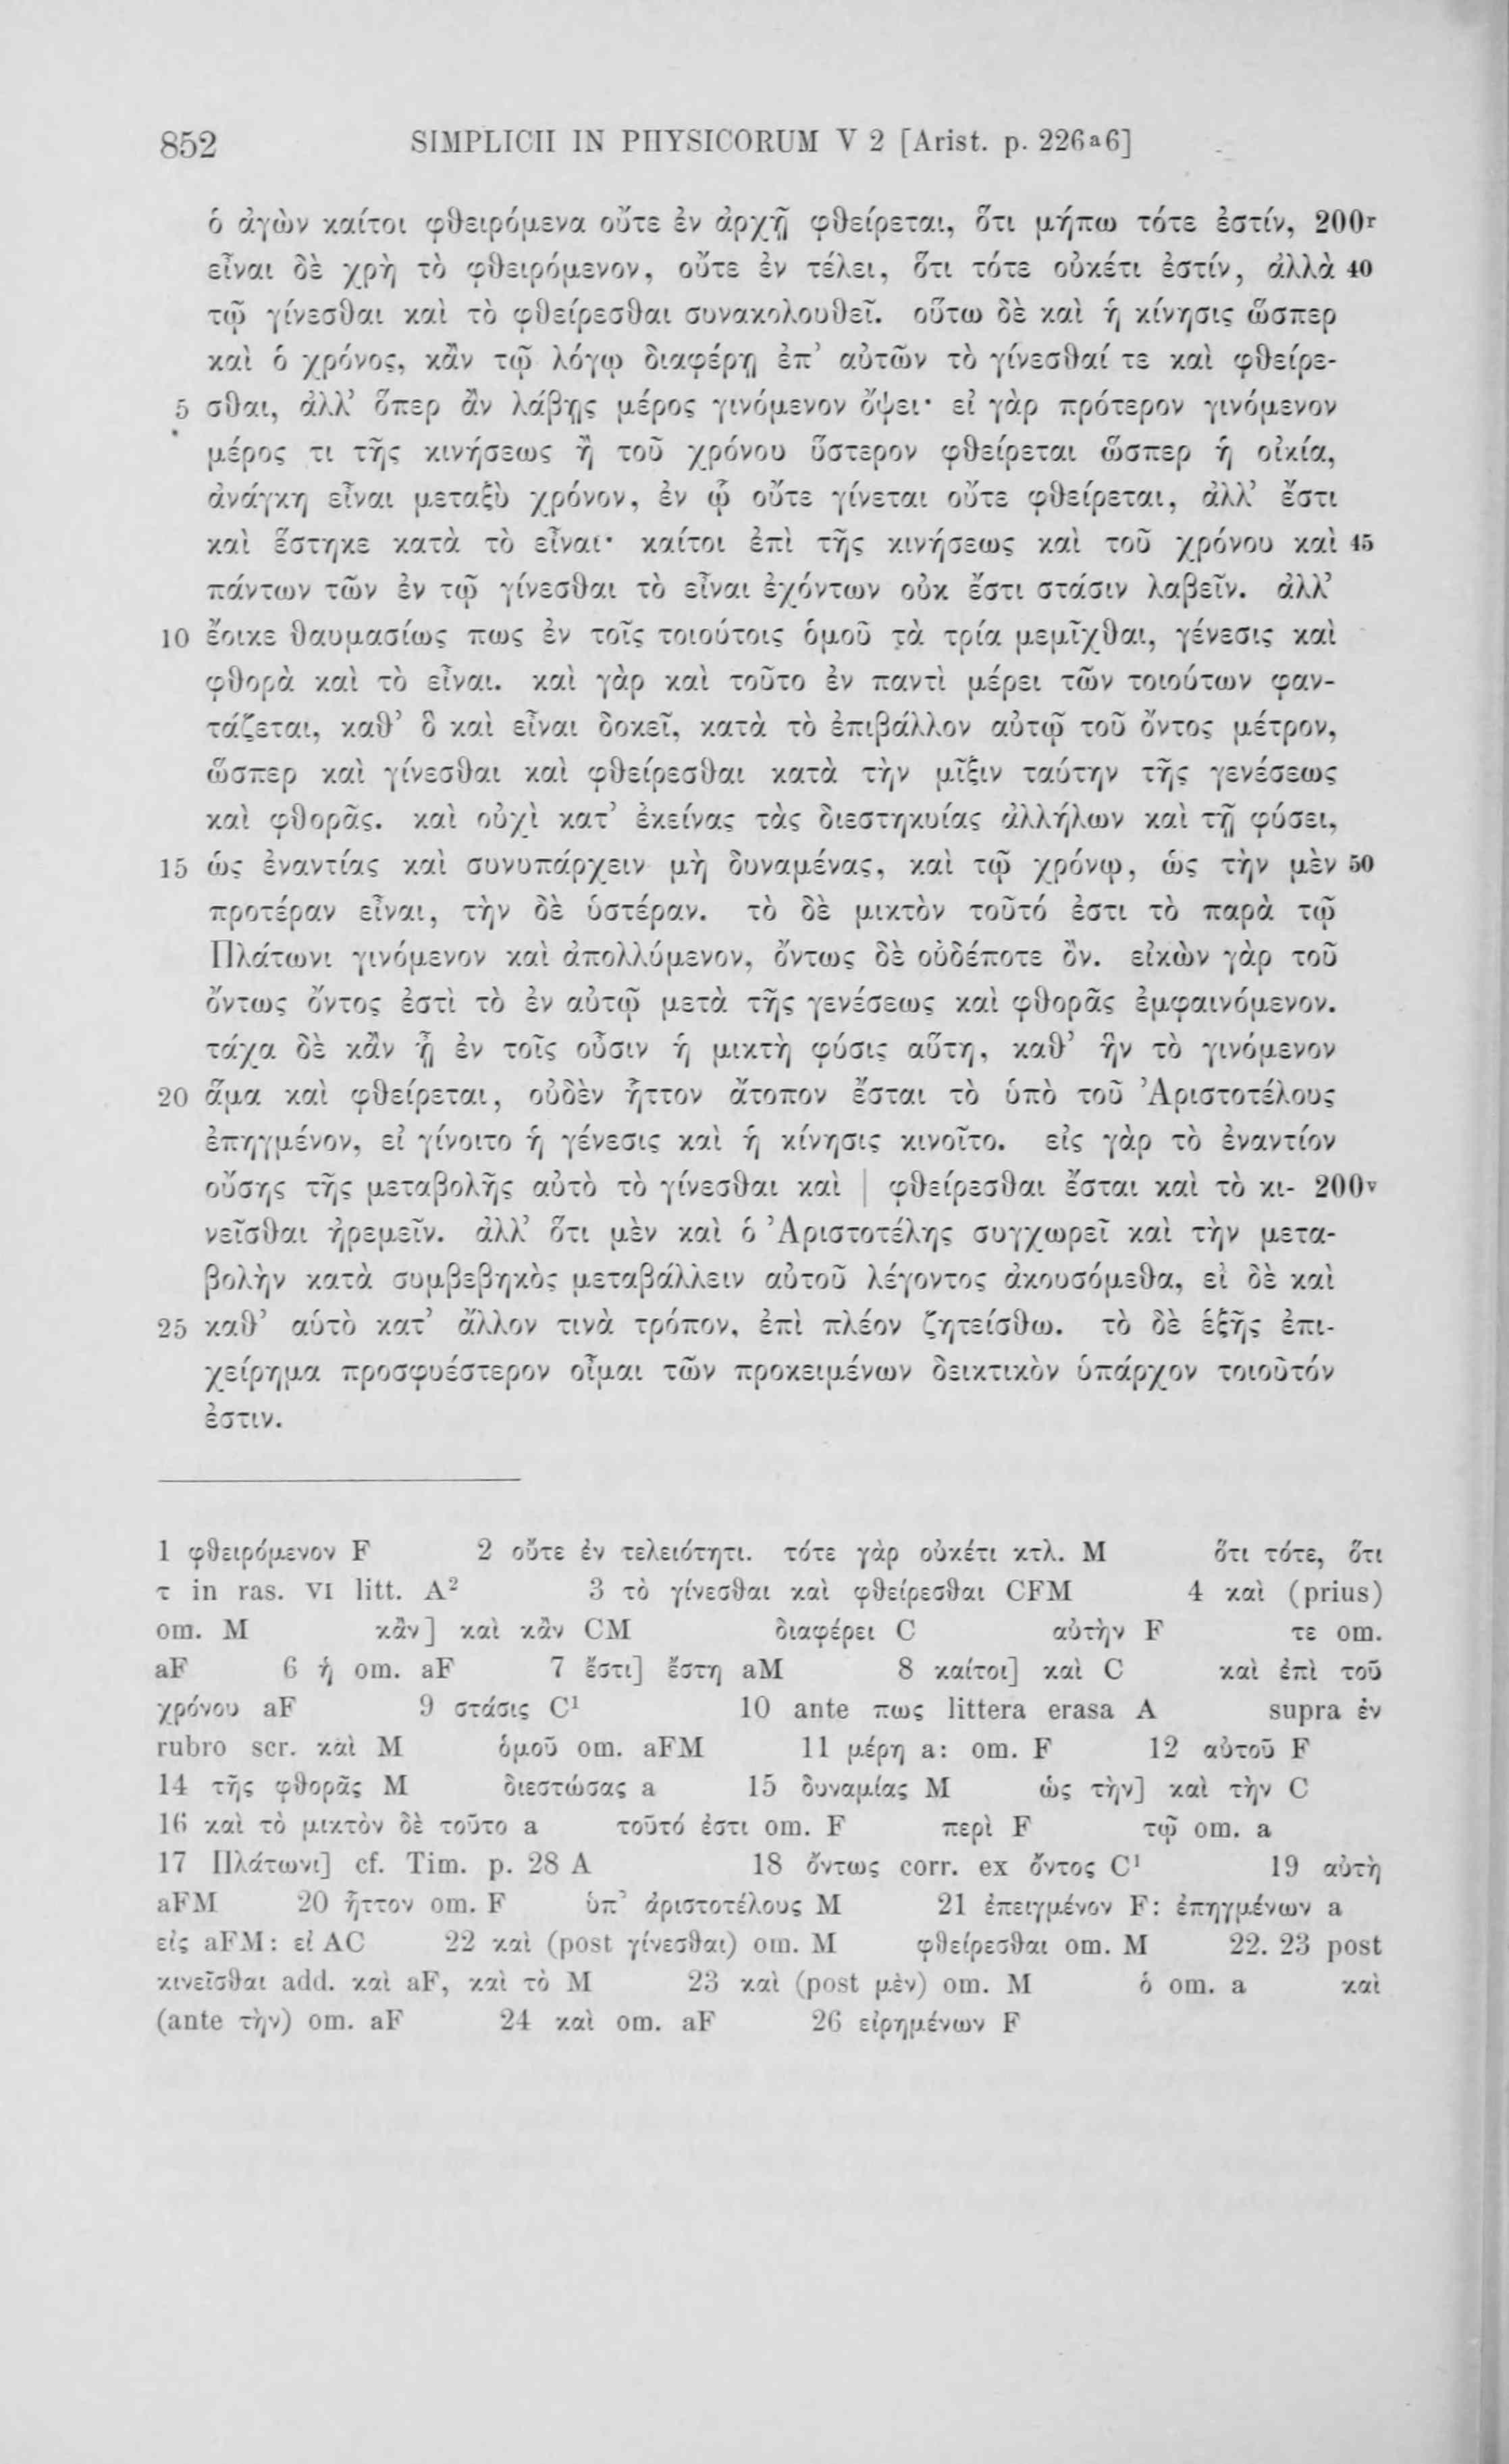 852 SIMPLICII IN PHYSICORUM V 2 [Arist. p. 226ᵃ6]
ὁ ἀγὼν καίτοι φθειρόμενα οὔτε ἐν ἀρχῇ φθείρεται, ὅτι μήπω τότε ἐστίν, 200ʳ
εἶναι δὲ χρὴ τὸ φθειρόμενον, οὔτε ἐν τέλει, ὅτι τότε οὐκέτι ἐστίν, ἀλλὰ 40
τῷ γίνεσθαι καὶ τὸ φθείρεσθαι συνακολουθεῖ. οὕτω δὲ καὶ ἡ κίνησις ὥσπερ
καὶ ὁ χρόνος, κἂν τῷ λόγῳ διαφέρῃ ἐπ’ αὐτῶν τὸ γίνεσθαί τε καὶ φθείρε-
5 σθαι, ἀλλ’ ὅπερ ἂν λάβῃς μέρος γινόμενον ὄψει· εἰ γὰρ πρότερον γινόμενον
μέρος τι τῆς κινήσεως ἢ τοῦ χρόνου ὕστερον φθείρεται ὥσπερ ἡ οἰκία,
ἀνάγκη εἶναι μεταξὺ χρόνον, ἐν ᾧ οὔτε γίνεται οὔτε φθείρεται, ἀλλ’ ἔστι
καὶ ἕστηκε κατὰ τὸ εἶναι· καίτοι ἐπὶ τῆς κινήσεως καὶ τοῦ χρόνου καὶ 45
πάντων τῶν ἐν τῷ γίνεσθαι τὸ εἶναι ἐχόντων οὐκ ἔστι στάσιν λαβεῖν. ἀλλ’
10 ἔοικε θαυμασίως πως ἐν τοῖς τοιούτοις ὁμοῦ τὰ τρία μεμῖχθαι, γένεσις καὶ
φθορὰ καὶ τὸ εἶναι. καὶ γὰρ καὶ τοῦτο ἐν παντὶ μέρει τῶν τοιούτων φαν-
τάζεται, καθ’ ὃ καὶ εἶναι δοκεῖ, κατὰ τὸ ἐπιβάλλον αὐτῷ τοῦ ὄντος μέτρον,
ὥσπερ καὶ γίνεσθαι καὶ φθείρεσθαι κατὰ τὴν μῖξιν ταύτην τῆς γενέσεως
καὶ φθορᾶς. καὶ οὐχὶ κατ’ ἐκείνας τὰς διεστηκυίας ἀλλήλων καὶ τῇ φύσει,
15 ὡς ἐναντίας καὶ συνυπάρχειν μὴ δυναμένας, καὶ τῷ χρόνῳ, ὡς τὴν μὲν 50
προτέραν εἶναι, τὴν δὲ ὑστέραν. τὸ δὲ μικτὸν τοῦτό ἐστι τὸ παρὰ τῷ
Πλάτωνι γινόμενον καὶ ἀπολλύμενον, ὄντως δὲ οὐδέποτε ὄν. εἰκὼν γὰρ τοῦ
ὄντως ὄντος ἐστὶ τὸ ἐν αὐτῷ μετὰ τῆς γενέσεως καὶ φθορᾶς ἐμφαινόμενον.
τάχα δὲ κἂν ᾖ ἐν τοῖς οὖσιν ἡ μικτὴ φύσις αὕτη, καθ’ ἣν τὸ γινόμενον
20 ἅμα καὶ φθείρεται, οὐδὲν ἧττον ἄτοπον ἔσται τὸ ὑπὸ τοῦ Ἀριστοτέλους
ἐπηγμένον, εἰ γίνοιτο ἡ γένεσις καὶ ἡ κίνησις κινοῖτο. εἰς γὰρ τὸ ἐναντίον
οὔσης τῆς μεταβολῆς αὐτὸ τὸ γίνεσθαι καὶ | φθείρεσθαι ἔσται καὶ τὸ κι- 200ᵛ
νεῖσθαι ἠρεμεῖν. ἀλλ’ ὅτι μὲν καὶ ὁ Ἀριστοτέλης συγχωρεῖ καὶ τὴν μετα-
βολὴν κατὰ συμβεβηκὸς μεταβάλλειν αὐτοῦ λέγοντος ἀκουσόμεθα, εἰ δὲ καὶ
25 καθ’ αὑτὸ κατ’ ἄλλον τινὰ τρόπον, ἐπὶ πλέον ζητείσθω. τὸ δὲ ἑξῆς ἐπι-
χείρημα προσφυέστερον οἶμαι τῶν προκειμένων δεικτικὸν ὑπάρχον τοιοῦτόν
ἐστιν.
1 φθειρόμενον F 2 οὔτε ἐν τελειότητι. τότε γὰρ οὐκέτι κτλ. M ὅτι τότε, ὅτι
τ in ras. VI litt. A² 3 τὸ γίνεσθαι καὶ φθείρεσθαι CFM 4 καὶ (prius)
om. M κἂν] καὶ κἂν CM διαφέρει C αὐτὴν F τε om.
aF 6 ἡ om. aF 7 ἔστι] ἔστη aM 8 καίτοι] καὶ C καὶ ἐπὶ τοῦ
χρόνου aF 9 στάσις C¹ 10 ante πως littera erasa A supra ἐν
rubro scr. καὶ M ὁμοῦ om. aFM 11 μέρη a: om. F 12 αὐτοῦ F
14 τῆς φθορᾶς M διεστώσας a 15 δυναμίας M ὡς τὴν] καὶ τὴν C
16 καὶ τὸ μικτὸν δὲ τοῦτο a τοῦτό ἐστι om. F περὶ F τῷ om. a
17 Πλάτωνι] cf. Tim. p. 28 A 18 ὄντως corr. ex ὄντος C¹ 19 αὐτὴ
aFM 20 ἧττον om. F ὑπ’ ἀριστοτέλους M 21 ἐπειγμένον F: ἐπηγμένων a
εἰς aFM: εἰ AC 22 καὶ (post γίνεσθαι) om. M φθείρεσθαι om. M 22. 23 post
κινεῖσθαι add. καὶ aF, καὶ τὸ M 23 καὶ (post μὲν) om. M ὁ om. a καὶ
(ante τὴν) om. aF 24 καὶ om. aF 26 εἰρημένων F